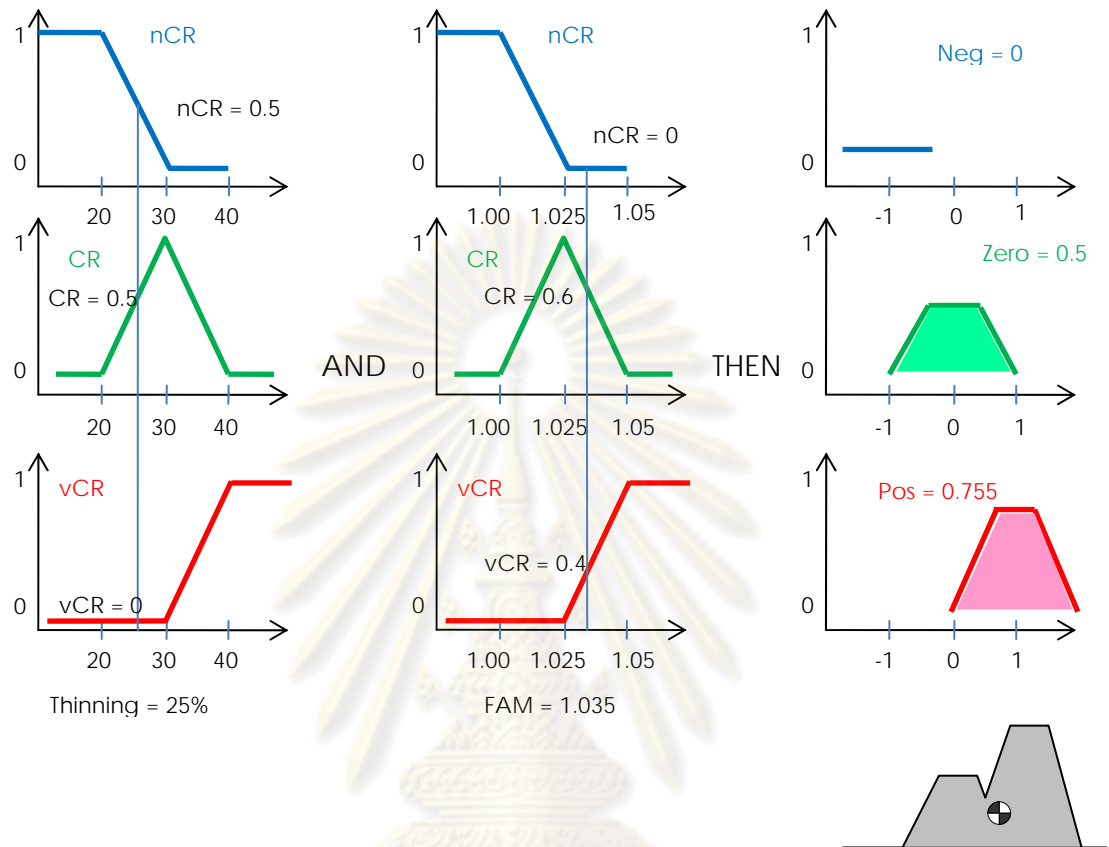 1 nCR
nCR = 0.5
0
20 30 40
1 nCR
nCR = 0
0
1.00 1.025 1.05
1 Neg = 0
0
-1 0 1
1 CR
CR = 0.5
0
20 30 40
AND
1 CR
CR = 0.6
0
1.00 1.025 1.05
THEN
1 Zero = 0.5
0
-1 0 1
1 vCR
0 vCR = 0
20 30 40
Thinning = 25%
1 vCR
vCR = 0.4
0
1.00 1.025 1.05
FAM = 1.035
1 Pos = 0.755
0
-1 0 1